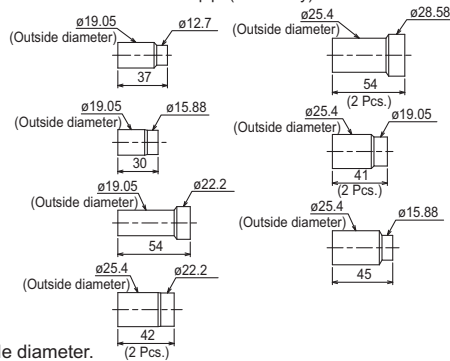 ø19.05
ø12.7
(Outside diameter)
37
ø19.05
ø15.88
(Outside diameter)
30
ø19.05
ø22.2
(Outside diameter)
54
ø25.4
ø22.2
(Outside diameter)
42
(2 Pcs.)
ø25.4
ø28.58
(Outside diameter)
54
(2 Pcs.)
ø25.4
ø19.05
(Outside diameter)
41
(2 Pcs.)
ø25.4
ø15.88
(Outside diameter)
45
diameter.